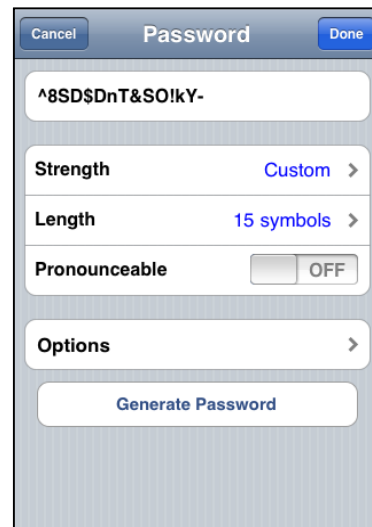 Cancel Password Done
^8SD$DnT&SO!kY-
Strength Custom >
Length 15 symbols >
Pronounceable OFF
Options >
Generate Password